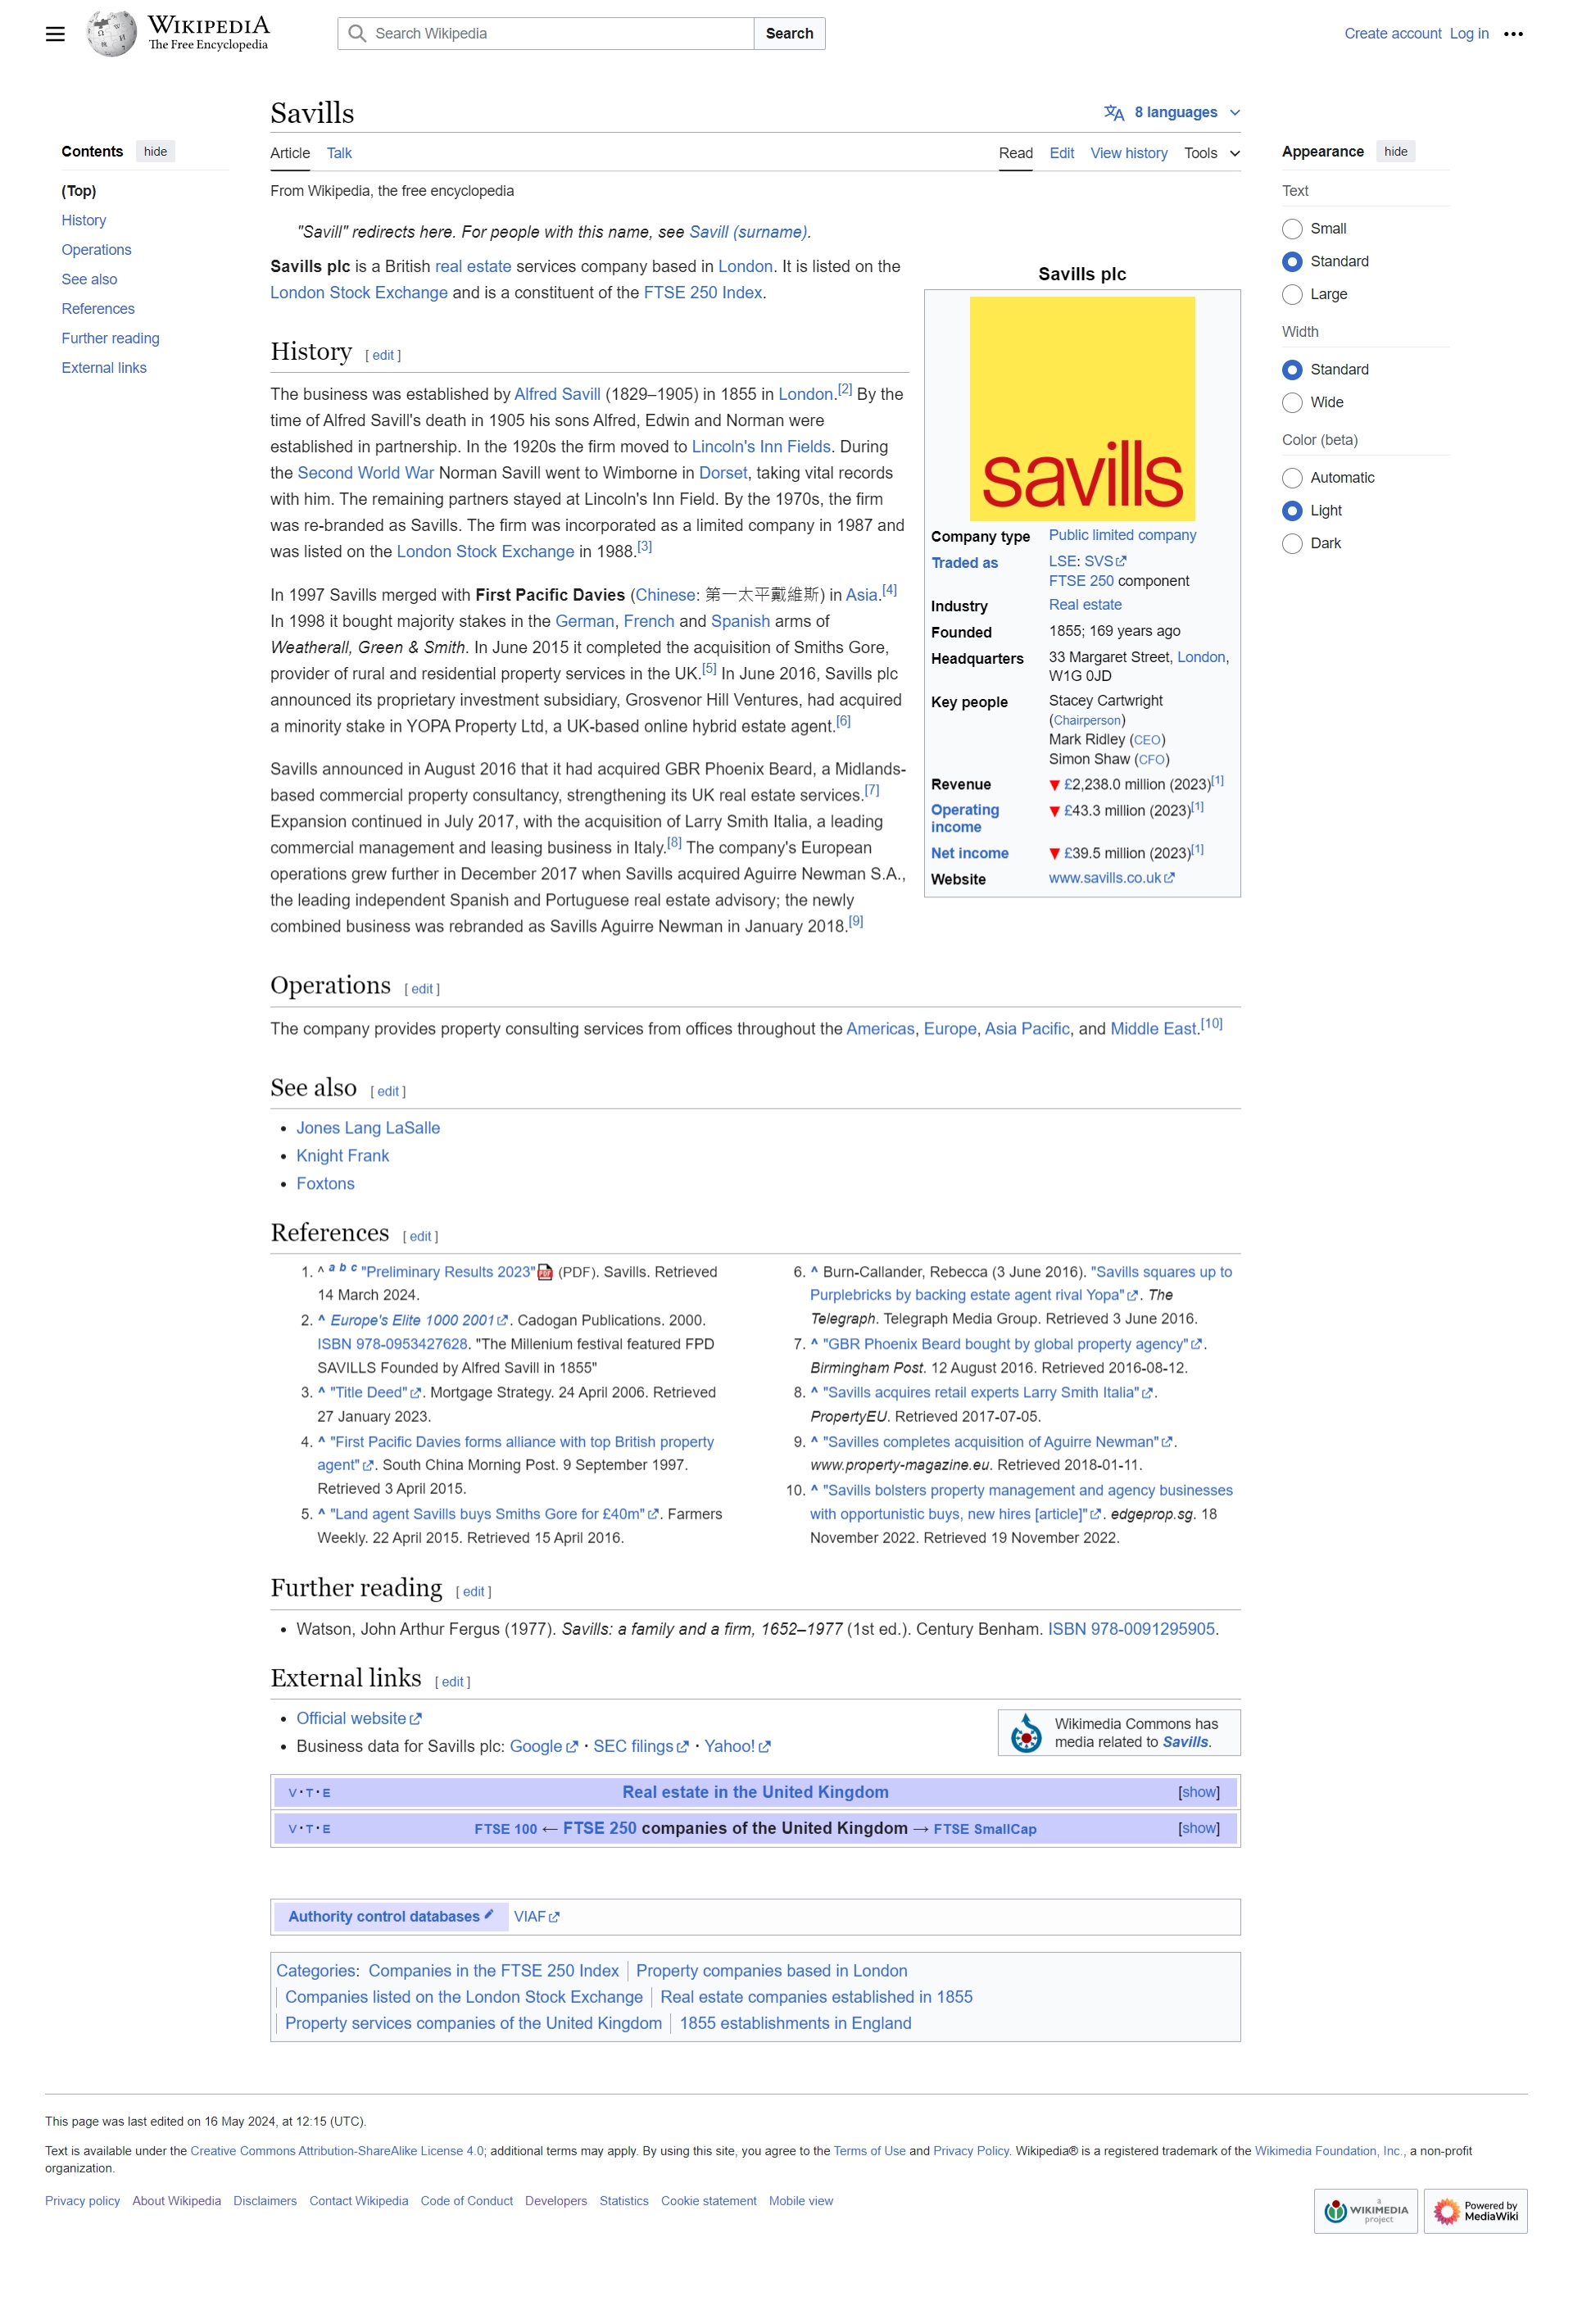 WIKIPEDIA
The Free Encyclopedia
Search Wikipedia
Search
Create account Log in
Contents hide
(Top)
History
Operations
See also
References
Further reading
External links
Savills
8 languages
Article Talk
Read Edit View history Tools
From Wikipedia, the free encyclopedia
"Savill" redirects here. For people with this name, see Savill (surname).
Savills plc is a British real estate services company based in London. It is listed on the
London Stock Exchange and is a constituent of the FTSE 250 Index.
History [ edit ]
The business was established by Alfred Savill (1829–1905) in 1855 in London.[2] By the
time of Alfred Savill's death in 1905 his sons Alfred, Edwin and Norman were
established in partnership. In the 1920s the firm moved to Lincoln's Inn Fields. During
the Second World War Norman Savill went to Wimborne in Dorset, taking vital records
with him. The remaining partners stayed at Lincoln's Inn Field. By the 1970s, the firm
was re-branded as Savills. The firm was incorporated as a limited company in 1987 and
was listed on the London Stock Exchange in 1988.[3]
In 1997 Savills merged with First Pacific Davies (Chinese: 第一太平戴維斯) in Asia.[4]
In 1998 it bought majority stakes in the German, French and Spanish arms of
Weatherall, Green & Smith. In June 2015 it completed the acquisition of Smiths Gore,
provider of rural and residential property services in the UK.[5] In June 2016, Savills plc
announced its proprietary investment subsidiary, Grosvenor Hill Ventures, had acquired
a minority stake in YOPA Property Ltd, a UK-based online hybrid estate agent.[6]
Savills announced in August 2016 that it had acquired GBR Phoenix Beard, a Midlands-
based commercial property consultancy, strengthening its UK real estate services.[7]
Expansion continued in July 2017, with the acquisition of Larry Smith Italia, a leading
commercial management and leasing business in Italy.[8] The company's European
operations grew further in December 2017 when Savills acquired Aguirre Newman S.A.,
the leading independent Spanish and Portuguese real estate advisory; the newly
combined business was rebranded as Savills Aguirre Newman in January 2018.[9]
Savills plc
savills
Company type Public limited company
Traded as LSE: SVS
FTSE 250 component
Industry Real estate
Founded 1855; 169 years ago
Headquarters 33 Margaret Street, London,
W1G 0JD
Key people Stacey Cartwright
(Chairperson)
Mark Ridley (CEO)
Simon Shaw (CFO)
Revenue ▼ £2,238.0 million (2023)[1]
Operating ▼ £43.3 million (2023)[1]
income
Net income ▼ £39.5 million (2023)[1]
Website www.savills.co.uk
Operations [ edit ]
The company provides property consulting services from offices throughout the Americas, Europe, Asia Pacific, and Middle East.[10]
See also [ edit ]
• Jones Lang LaSalle
• Knight Frank
• Foxtons
References [ edit ]
1. ^ a b c "Preliminary Results 2023" (PDF). Savills. Retrieved
14 March 2024.
2. ^ Europe's Elite 1000 2001. Cadogan Publications. 2000.
ISBN 978-0953427628. "The Millenium festival featured FPD
SAVILLS Founded by Alfred Savill in 1855"
3. ^ "Title Deed". Mortgage Strategy. 24 April 2006. Retrieved
27 January 2023.
4. ^ "First Pacific Davies forms alliance with top British property
agent". South China Morning Post. 9 September 1997.
Retrieved 3 April 2015.
5. ^ "Land agent Savills buys Smiths Gore for £40m". Farmers
Weekly. 22 April 2015. Retrieved 15 April 2016.
6. ^ Burn-Callander, Rebecca (3 June 2016). "Savills squares up to
Purplebricks by backing estate agent rival Yopa". The
Telegraph. Telegraph Media Group. Retrieved 3 June 2016.
7. ^ "GBR Phoenix Beard bought by global property agency".
Birmingham Post. 12 August 2016. Retrieved 2016-08-12.
8. ^ "Savills acquires retail experts Larry Smith Italia".
PropertyEU. Retrieved 2017-07-05.
9. ^ "Savilles completes acquisition of Aguirre Newman".
www.property-magazine.eu. Retrieved 2018-01-11.
10. ^ "Savills bolsters property management and agency businesses
with opportunistic buys, new hires [article]". edgeprop.sg. 18
November 2022. Retrieved 19 November 2022.
Further reading [ edit ]
• Watson, John Arthur Fergus (1977). Savills: a family and a firm, 1652–1977 (1st ed.). Century Benham. ISBN 978-0091295905.
External links [ edit ]
• Official website
• Business data for Savills plc: Google · SEC filings · Yahoo!
Wikimedia Commons has
media related to Savills.
V · T · E Real estate in the United Kingdom [show]
V · T · E FTSE 100 ← FTSE 250 companies of the United Kingdom → FTSE SmallCap [show]
Authority control databases VIAF
Categories: Companies in the FTSE 250 Index | Property companies based in London
| Companies listed on the London Stock Exchange | Real estate companies established in 1855
| Property services companies of the United Kingdom | 1855 establishments in England
Appearance hide
Text
Small
Standard
Large
Width
Standard
Wide
Color (beta)
Automatic
Light
Dark
This page was last edited on 16 May 2024, at 12:15 (UTC).
Text is available under the Creative Commons Attribution-ShareAlike License 4.0; additional terms may apply. By using this site, you agree to the Terms of Use and Privacy Policy. Wikipedia® is a registered trademark of the Wikimedia Foundation, Inc., a non-profit
organization.
Privacy policy About Wikipedia Disclaimers Contact Wikipedia Code of Conduct Developers Statistics Cookie statement Mobile view
a
WIKIMEDIA
project
Powered by
MediaWiki